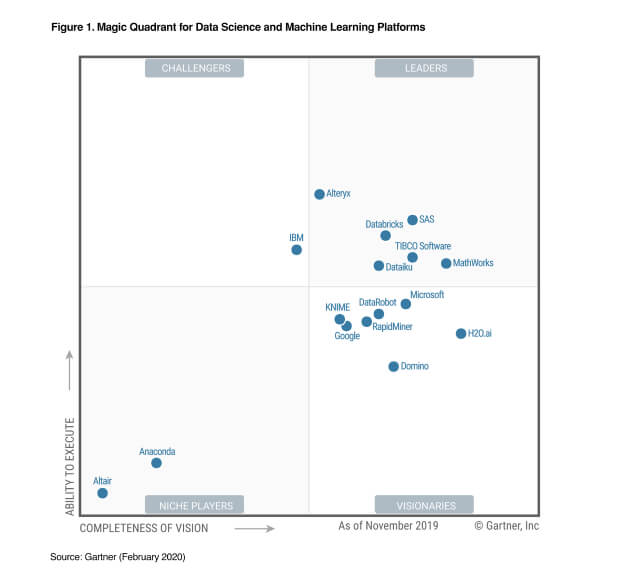 Figure 1. Magic Quadrant for Data Science and Machine Learning Platforms
CHALLENGERS
LEADERS
Alteryx
SAS
Databricks
IBM
TIBCO Software
MathWorks
Dataiku
Microsoft
DataRobot
KNIME
RapidMiner
Google
H2O.ai
Domino
Anaconda
Altair
NICHE PLAYERS
VISIONARIES
ABILITY TO EXECUTE
COMPLETENESS OF VISION
As of November 2019
© Gartner, Inc
Source: Gartner (February 2020)